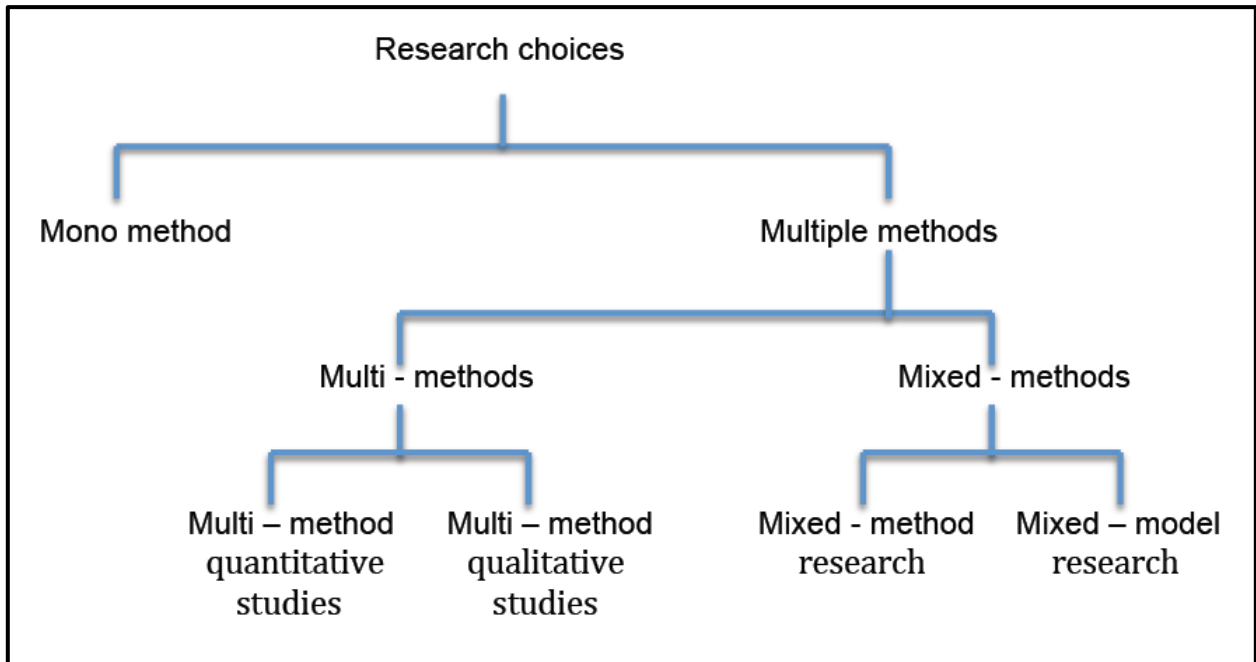 Research choices
Mono method
Multiple methods
Multi - methods
Mixed - methods
Multi – method
quantitative
studies
Multi – method
qualitative
studies
Mixed - method
research
Mixed – model
research